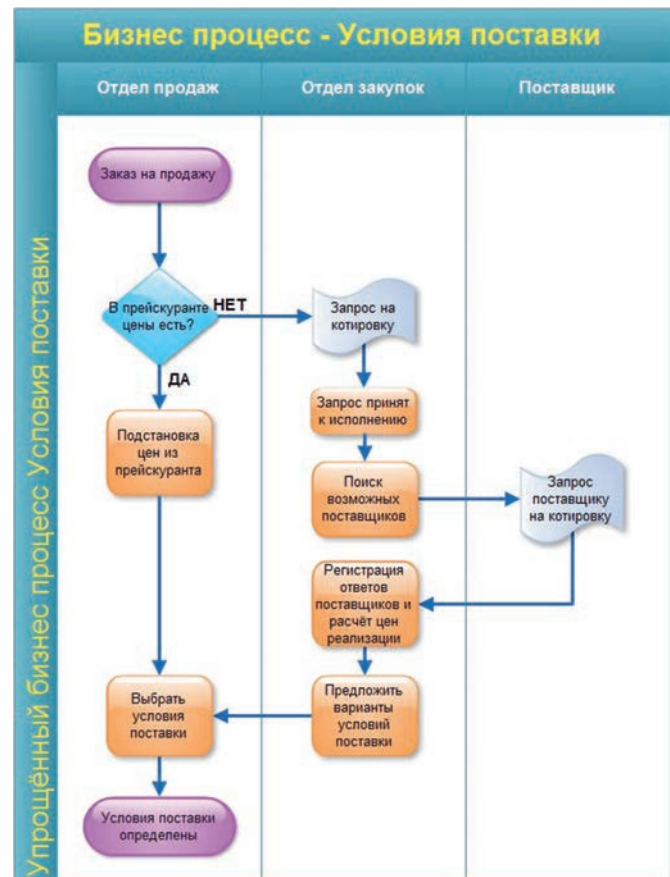 Бизнес процесс - Условия поставки
Упрощённый бизнес процесс Условия поставки
Отдел продаж
Отдел закупок
Поставщик
Заказ на продажу
В прейскуранте
цены есть?
НЕТ
ДА
Запрос на
котировку
Запрос принят
к исполнению
Подстановка
цен из
прейскуранта
Поиск
возможных
поставщиков
Запрос
поставщику
на котировку
Регистрация
ответов
поставщиков и
расчёт цен
реализации
Предложить
варианты
условий
поставки
Выбрать
условия
поставки
Условия поставки
определены